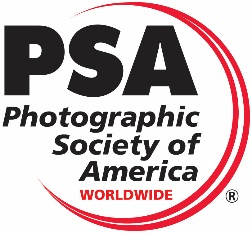 PSA
Photographic
Society of
America
WORLDWIDE
®